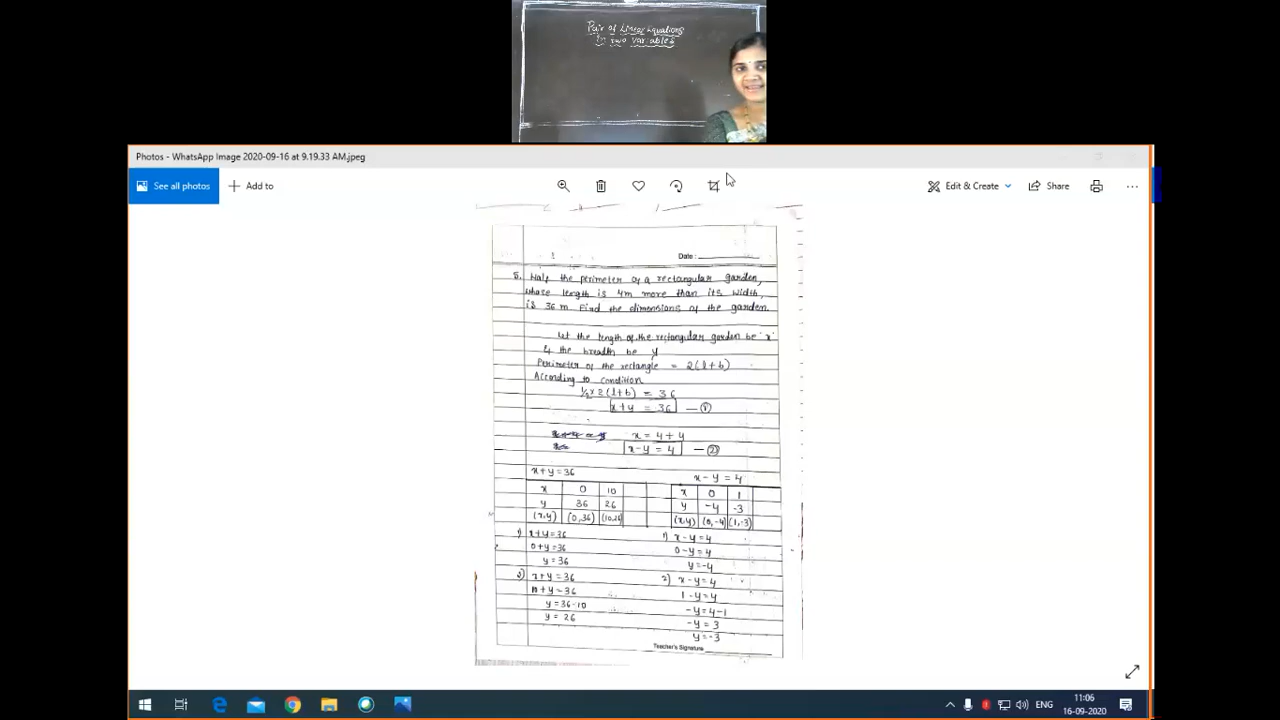 Pair of Linear Equations
in two variables
Photos - WhatsApp Image 2020-09-16 at 9.19.33 AM.jpeg
See all photos
Add to
Edit & Create
Share
Date :
5. Half the perimeter of a rectangular garden,
whose length is 4m more than its width,
is 36 m. Find the dimensions of the garden.
Let the length of the rectangular garden be 'x'
& the breadth be y
Perimeter of the rectangle = 2(l+b)
According to condition
1/2 x 2(l+b) = 36
x+y = 36 — ①
x = 4+y
x-y = 4 — ②
x+y = 36
x 0 10
y 36 26
(x,y) (0,36) (10,26)
x-y = 4
x 0 1
y -4 -3
(x,y) (0,-4) (1,-3)
1) x+y=36
0+y=36
y=36
2) x+y=36
10+y=36
y=36-10
y = 26
1) x-y=4
0-y=4
y=-4
2) x-y=4
1-y=4
-y=4-1
-y=3
y=-3
Teacher's Signature
ENG
11:06
16-09-2020